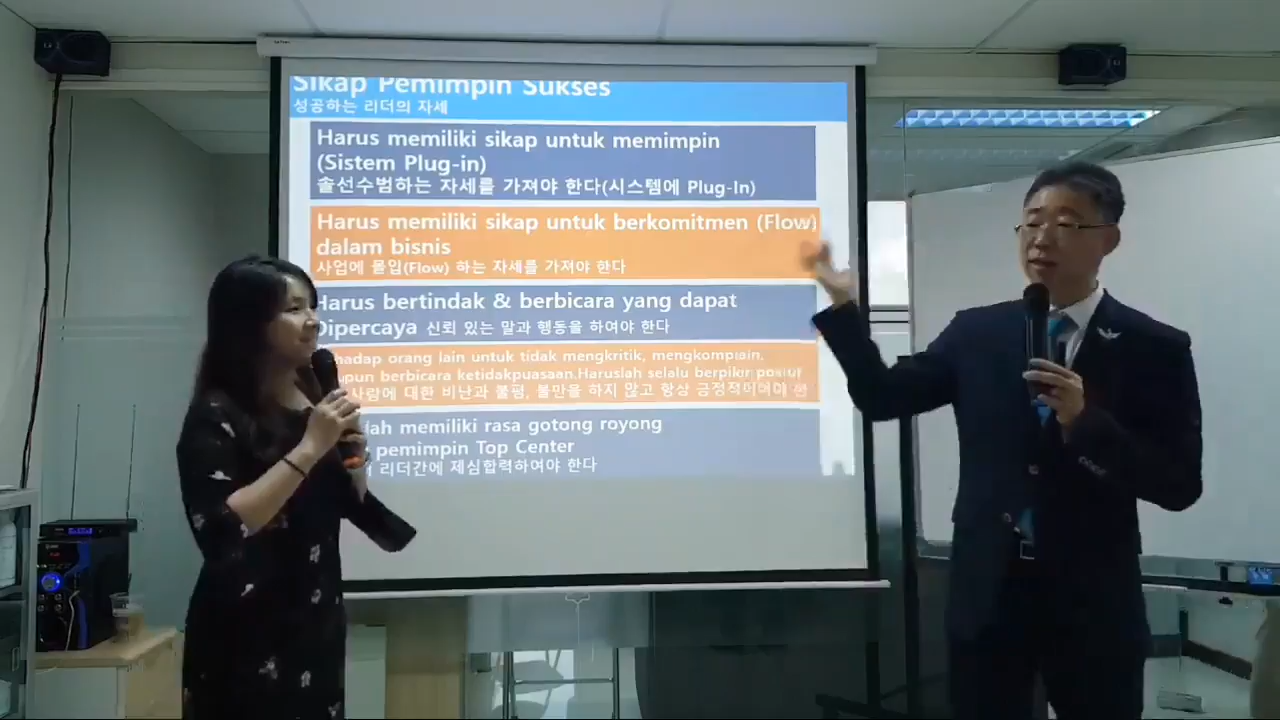 Sikap Pemimpin Sukses
성공하는 리더의 자세
Harus memiliki sikap untuk memimpin
(Sistem Plug-in)
솔선수범하는 자세를 가져야 한다(시스템에 Plug-In)
Harus memiliki sikap untuk berkomitmen (Flow)
dalam bisnis
사업에 몰입(Flow) 하는 자세를 가져야 한다
Harus bertindak & berbicara yang dapat
Dipercaya 신뢰 있는 말과 행동을 하여야 한다
orang lain untuk tidak mengkritik, mengkomplain,
berbicara ketidakpuasaan.Haruslah selalu berpikir positif
사람에 대한 비난과 불평, 불만을 하지 않고 항상 긍정적이어야 한
memiliki rasa gotong royong
pemimpin Top Center
리더간에 제심합력하여야 한다